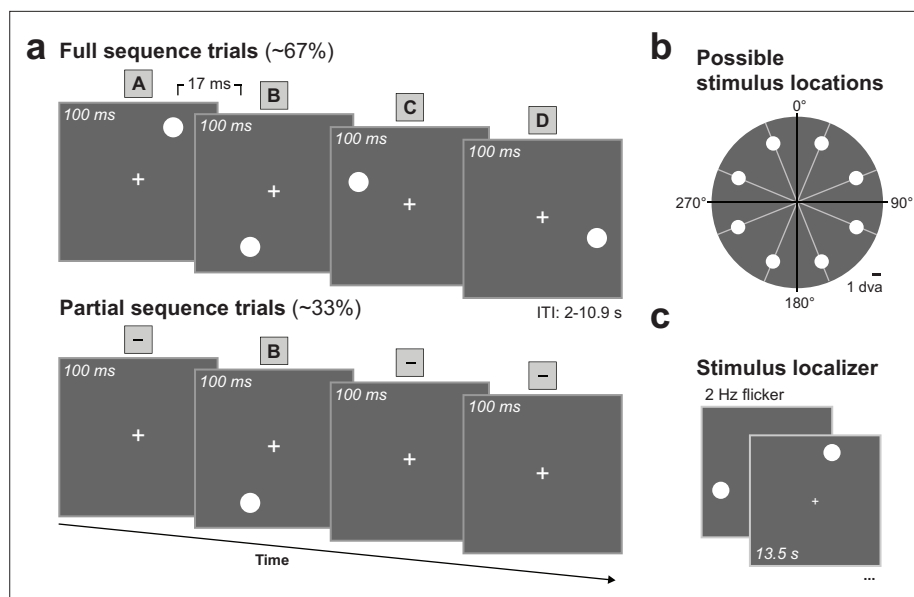 a
Full sequence trials (~67%)
A
17 ms
B
C
D
100 ms
100 ms
100 ms
100 ms
ITI: 2-10.9 s
Partial sequence trials (~33%)
–
B
–
–
100 ms
100 ms
100 ms
100 ms
Time
b
Possible
stimulus locations
0°
270°
90°
180°
1 dva
c
Stimulus localizer
2 Hz flicker
13.5 s
...